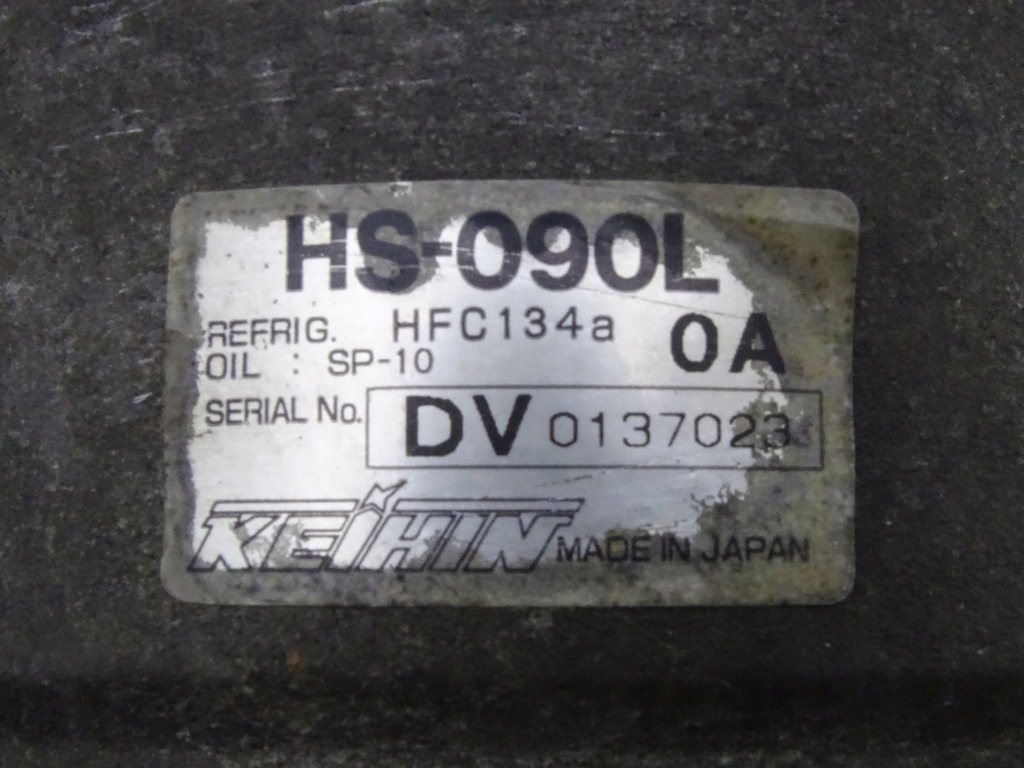 HS-090L
REFRIG. HFC134a 0A
OIL : SP-10
SERIAL No. DV 0137023
KEIHIN MADE IN JAPAN